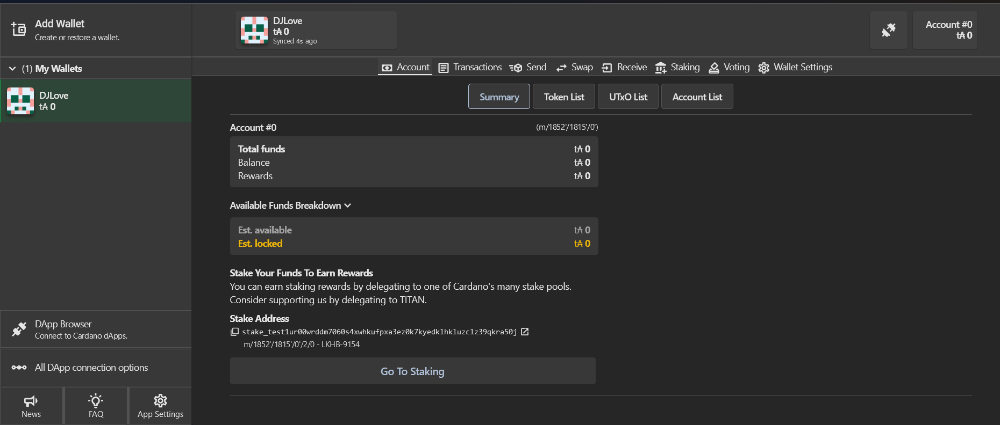 Add Wallet
Create or restore a wallet.
(1) My Wallets
DJLove
t₳ 0
DApp Browser
Connect to Cardano dApps.
All DApp connection options
News
FAQ
App Settings
DJLove
t₳ 0
Synced 4s ago
Account #0
t₳ 0
Account Transactions Send Swap Receive Staking Voting Wallet Settings
Summary Token List UTxO List Account List
Account #0 (m/1852'/1815'/0')
Total funds t₳ 0
Balance t₳ 0
Rewards t₳ 0
Available Funds Breakdown
Est. available t₳ 0
Est. locked t₳ 0
Stake Your Funds To Earn Rewards
You can earn staking rewards by delegating to one of Cardano's many stake pools.
Consider supporting us by delegating to TITAN.
Stake Address
stake_test1ur00wrddm7060s4xwhkufpxa3ez0k7kyedklhkluzclz39qkra50j
m/1852'/1815'/0'/2/0 - LKHB-9154
Go To Staking